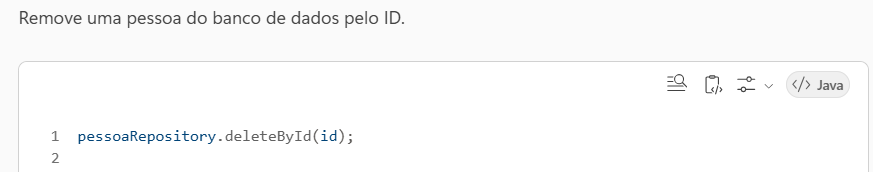 Remove uma pessoa do banco de dados pelo ID.
</> Java
1 pessoaRepository.deleteById(id);
2